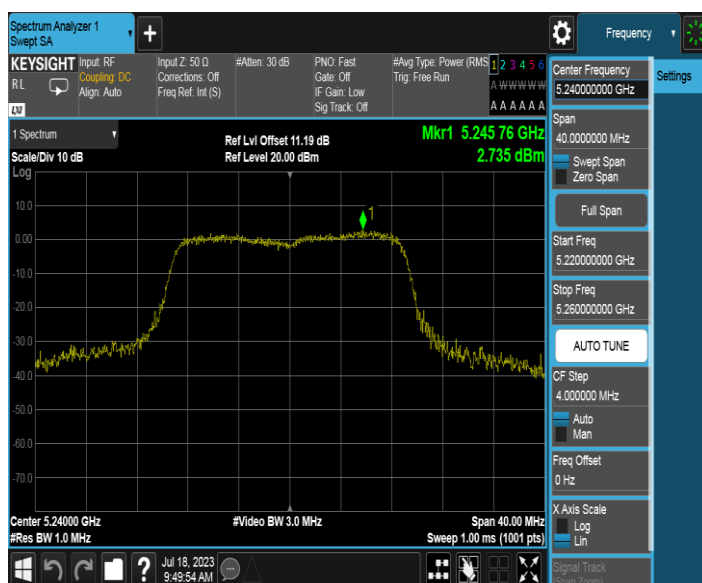 Spectrum Analyzer 1
Swept SA
+
Frequency
KEYSIGHT
RL
LXI
Input: RF
Coupling: DC
Align: Auto
Input Z: 50 Ω
Corrections: Off
Freq Ref: Int (S)
#Atten: 30 dB
PNO: Fast
Gate: Off
IF Gain: Low
Sig Track: Off
#Avg Type: Power (RMS
Trig: Free Run
1 2 3 4 5 6
A W W W W W
A A A A A A
Center Frequency
5.240000000 GHz
Settings
Span
40.0000000 MHz
Swept Span
Zero Span
Full Span
Start Freq
5.220000000 GHz
Stop Freq
5.260000000 GHz
AUTO TUNE
CF Step
4.000000 MHz
Auto
Man
Freq Offset
0 Hz
X Axis Scale
Log
Lin
Signal Track
(Span Zoom)
1 Spectrum
Scale/Div 10 dB
Ref Lvl Offset 11.19 dB
Ref Level 20.00 dBm
Mkr1 5.245 76 GHz
2.735 dBm
Log
1
10.0
0.00
-10.0
-20.0
-30.0
-40.0
-50.0
-60.0
-70.0
Center 5.24000 GHz
#Res BW 1.0 MHz
#Video BW 3.0 MHz
Span 40.00 MHz
Sweep 1.00 ms (1001 pts)
?
Jul 18, 2023
9:49:54 AM